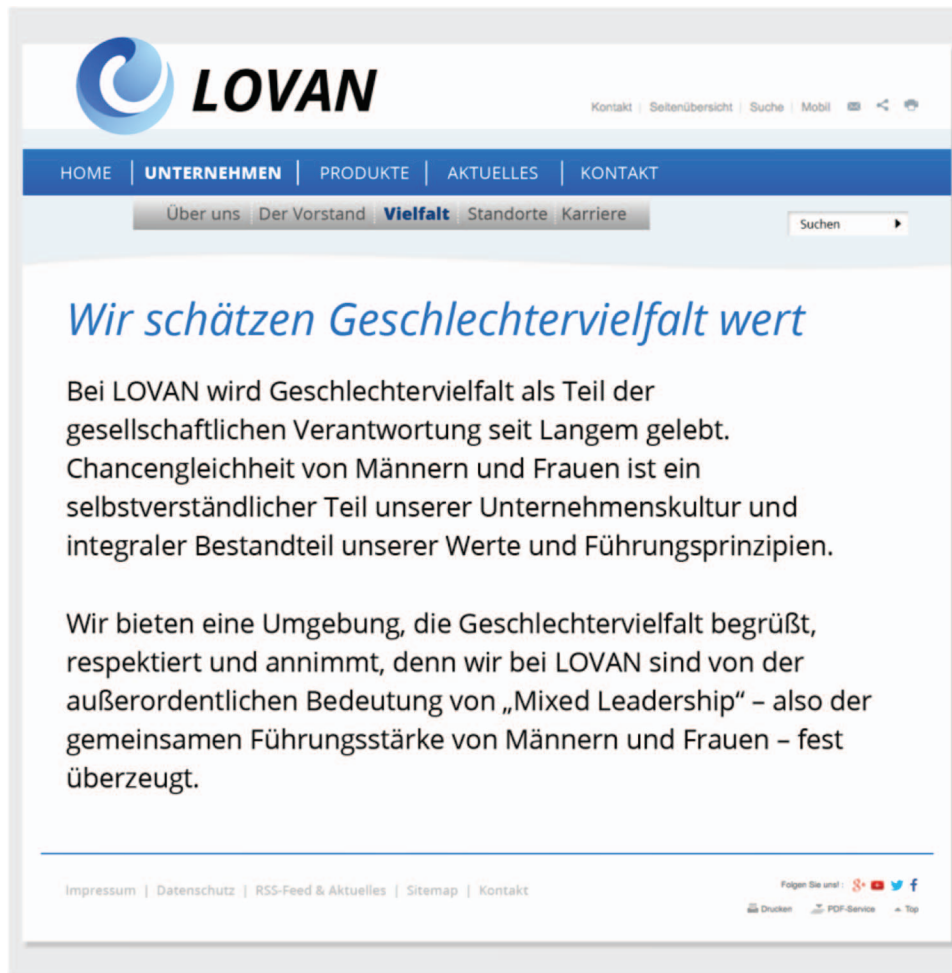 LOVAN
Kontakt | Seitenübersicht | Suche | Mobil
HOME | UNTERNEHMEN | PRODUKTE | AKTUELLES | KONTAKT
Über uns Der Vorstand Vielfalt Standorte Karriere
Suchen
Wir schätzen Geschlechtervielfalt wert
Bei LOVAN wird Geschlechtervielfalt als Teil der
gesellschaftlichen Verantwortung seit Langem gelebt.
Chancengleichheit von Männern und Frauen ist ein
selbstverständlicher Teil unserer Unternehmenskultur und
integraler Bestandteil unserer Werte und Führungsprinzipien.
Wir bieten eine Umgebung, die Geschlechtervielfalt begrüßt,
respektiert und annimmt, denn wir bei LOVAN sind von der
außerordentlichen Bedeutung von „Mixed Leadership“ – also der
gemeinsamen Führungsstärke von Männern und Frauen – fest
überzeugt.
Impressum | Datenschutz | RSS-Feed & Aktuelles | Sitemap | Kontakt
Folgen Sie uns! :
Drucken PDF-Service Top